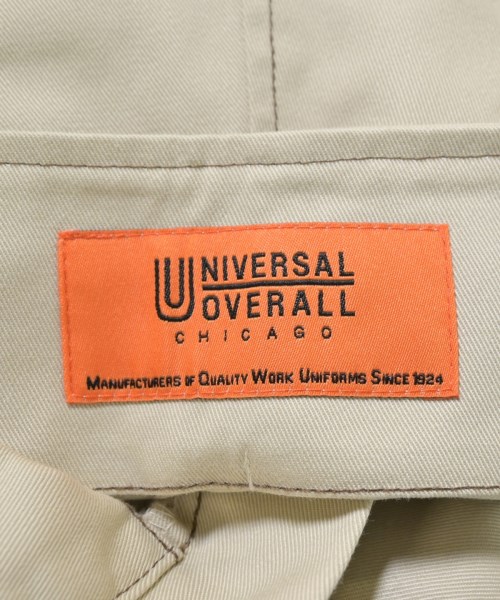 UNIVERSAL
OVERALL
CHICAGO
MANUFACTURERS OF QUALITY WORK UNIFORMS SINCE 1924